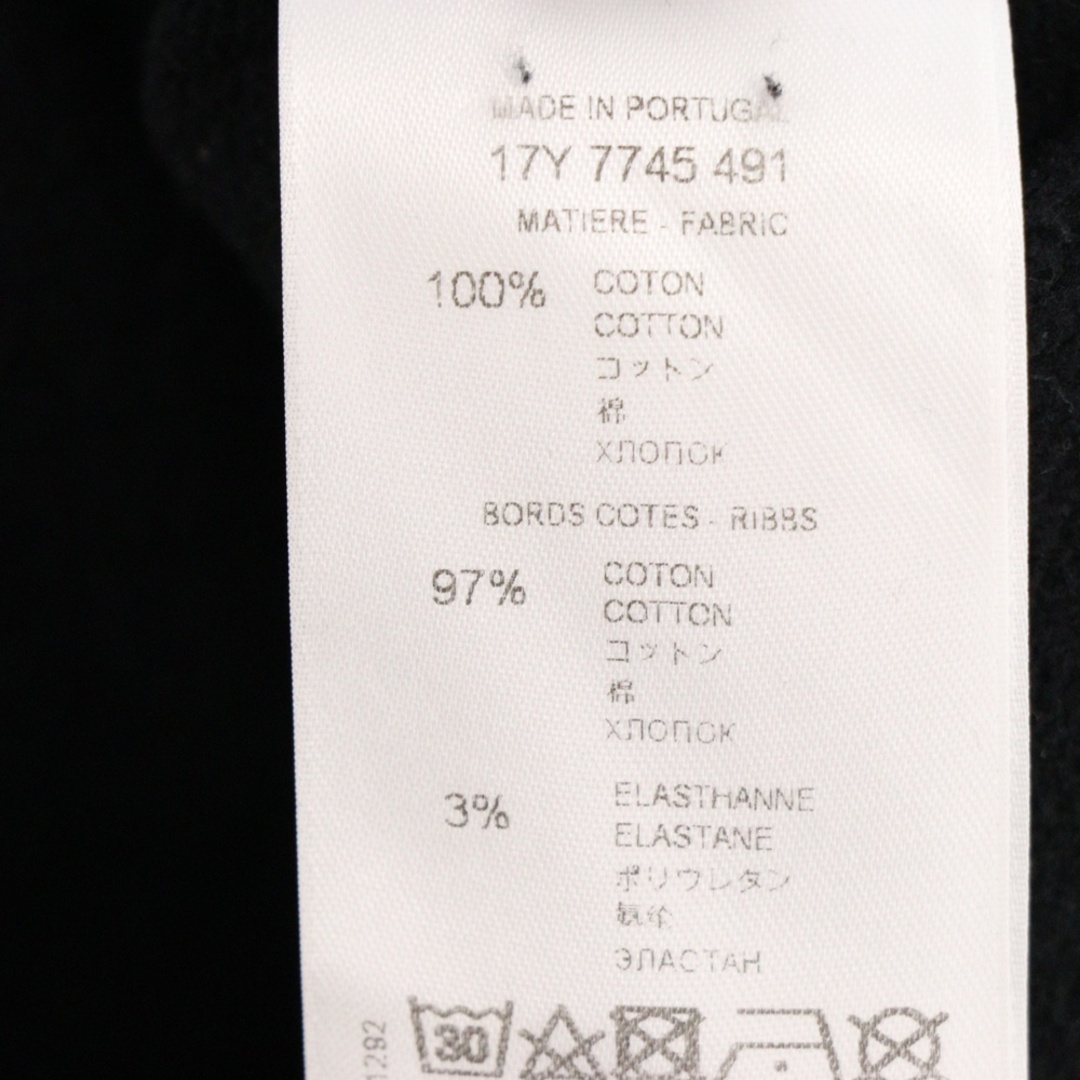 MADE IN PORTUGAL
17Y 7745 491
MATIERE - FABRIC
100% COTON
COTTON
コットン
棉
ХЛОПОК
BORDS COTES - RIBBS
97% COTON
COTTON
コットン
棉
ХЛОПОК
3% ELASTHANNE
ELASTANE
ポリウレタン
ЭЛАСТАН
1292
30